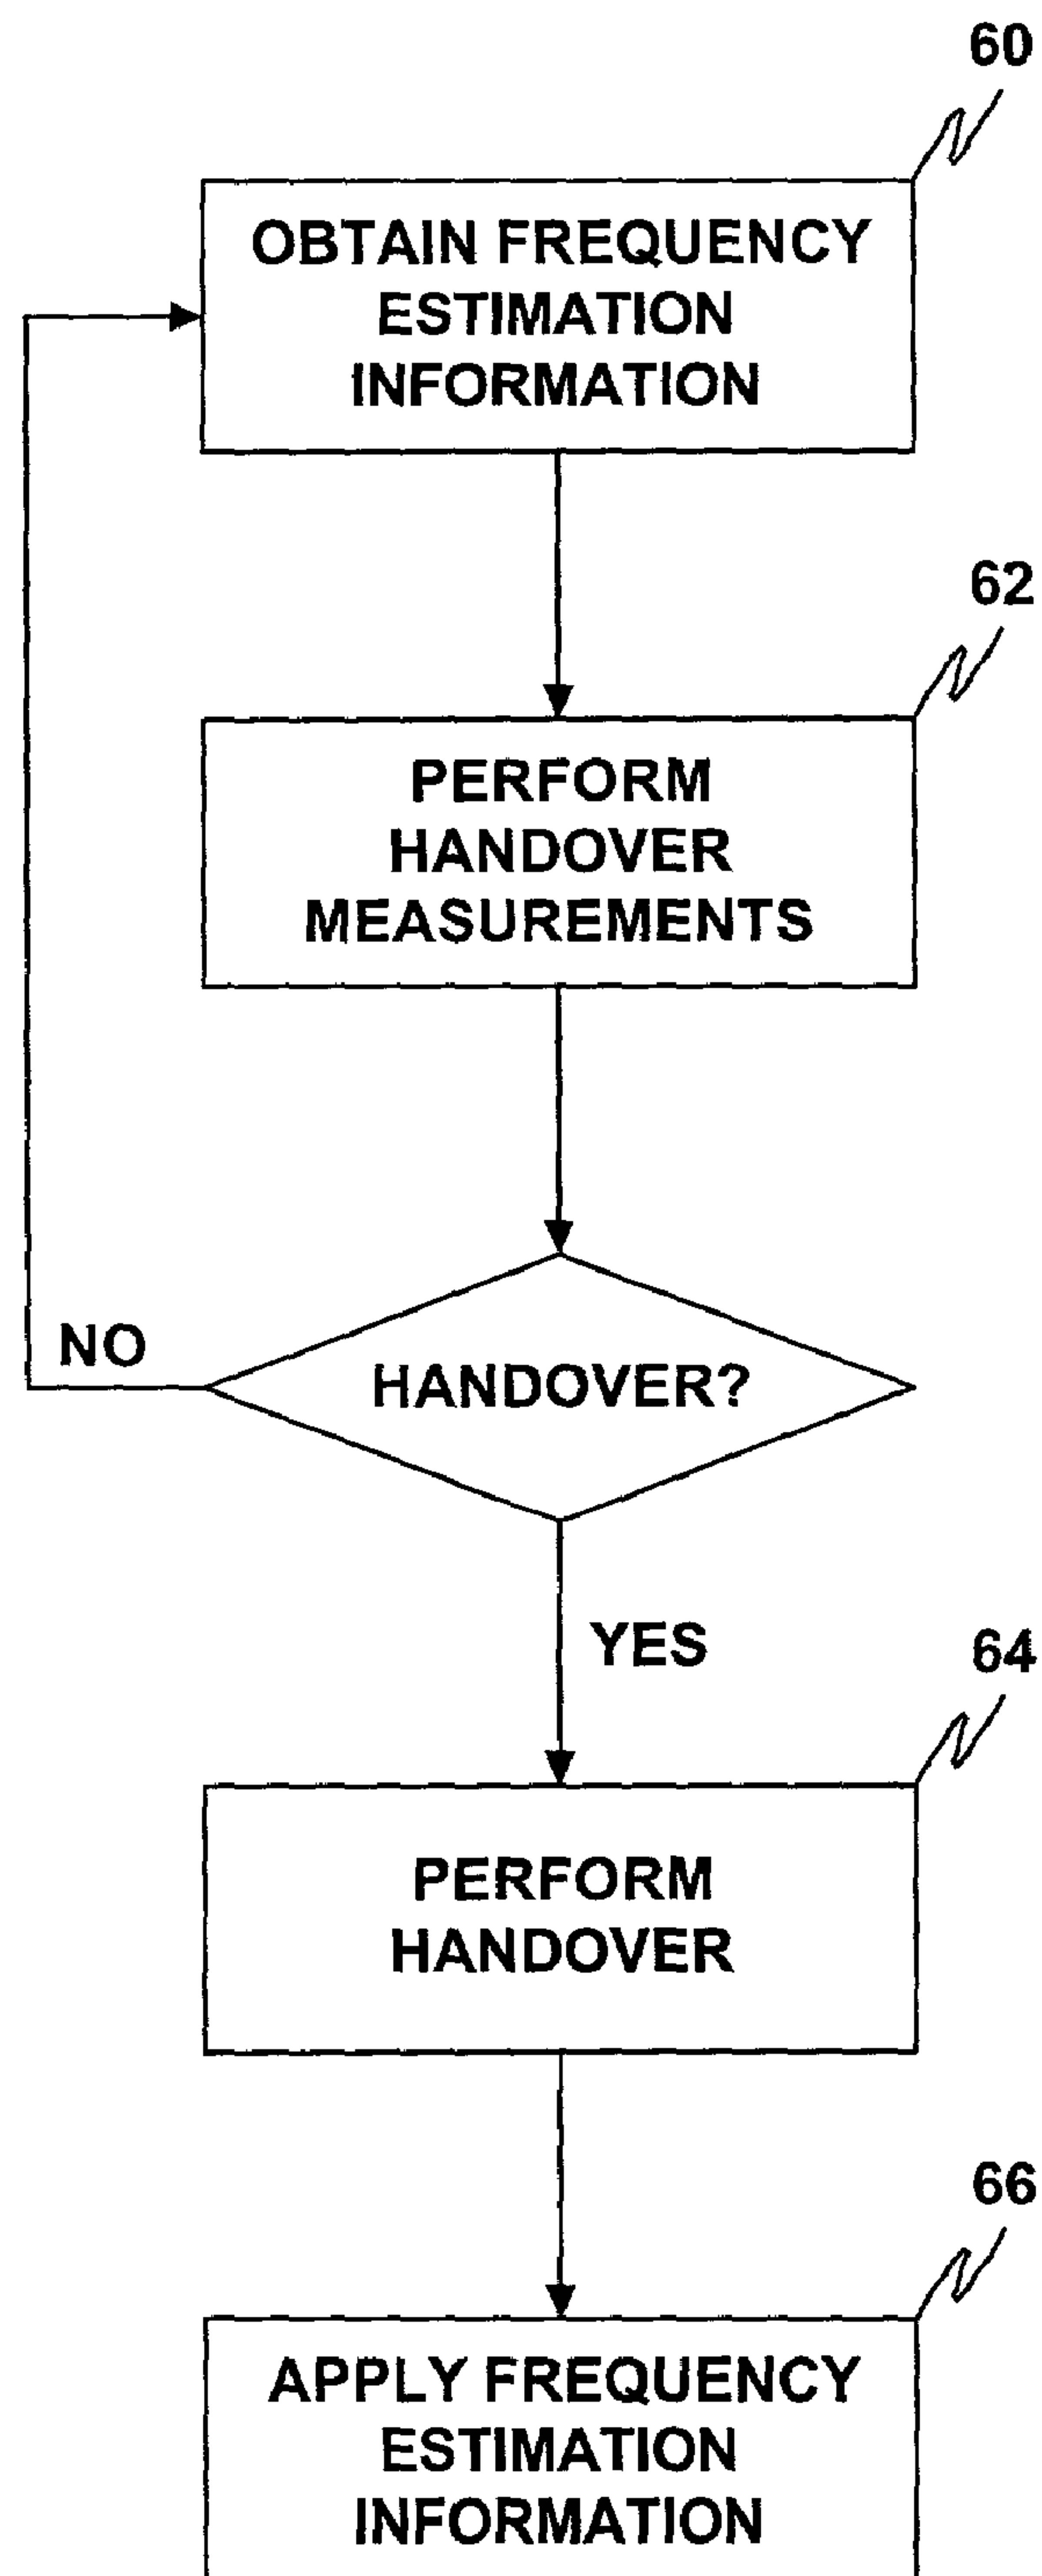 60
OBTAIN FREQUENCY
ESTIMATION
INFORMATION
62
PERFORM
HANDOVER
MEASUREMENTS
NO
HANDOVER?
YES
64
PERFORM
HANDOVER
66
APPLY FREQUENCY
ESTIMATION
INFORMATION